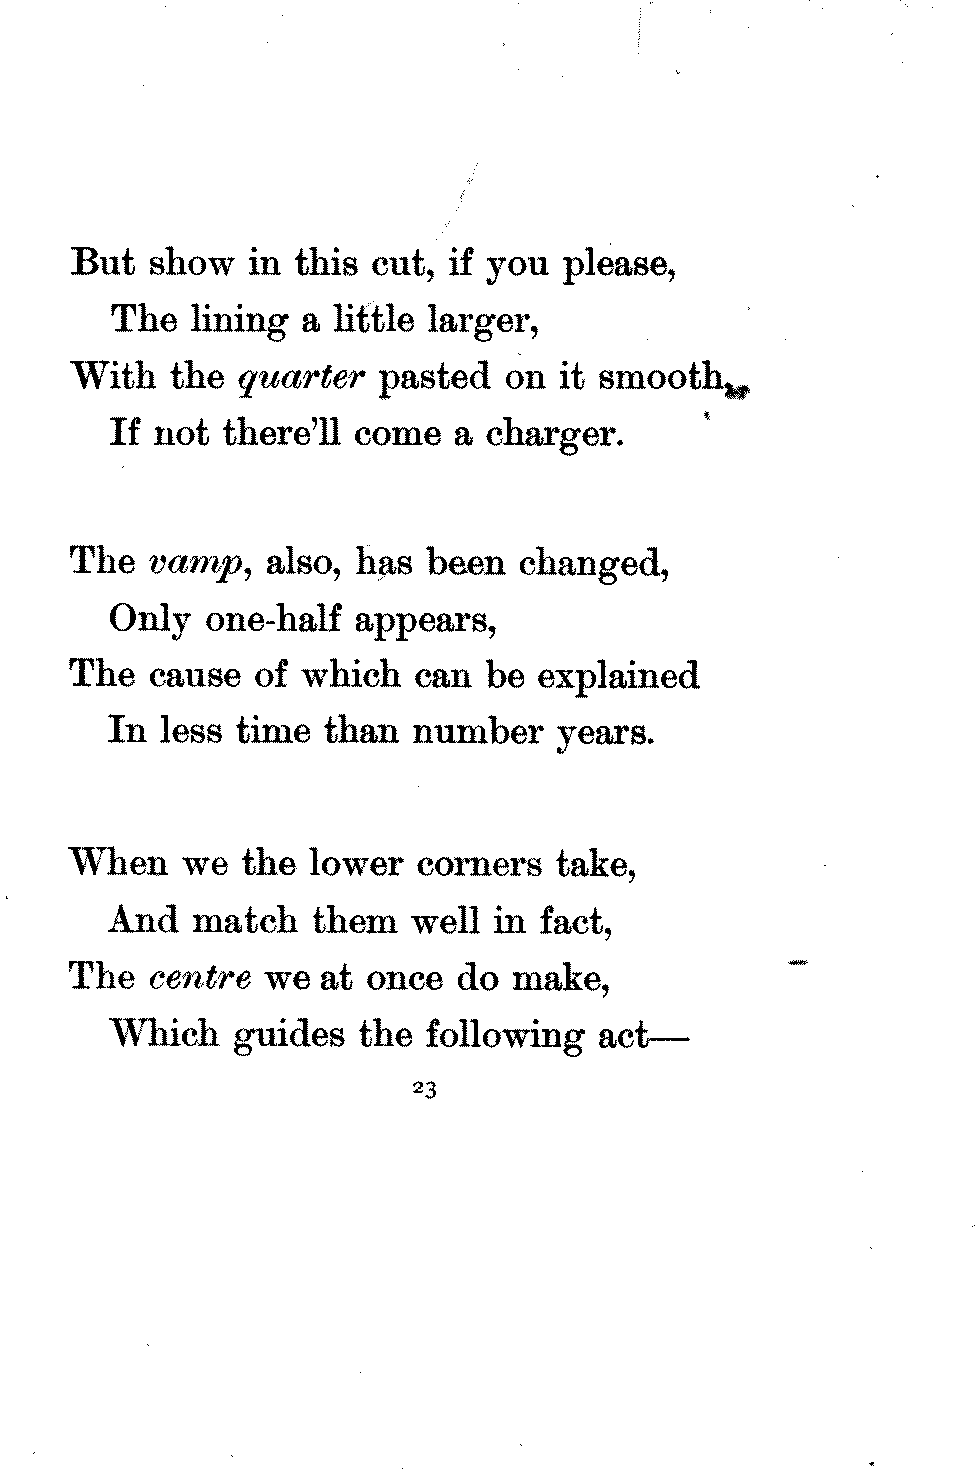 But show in this cut, if you please,
The lining a little larger,
With the quarter pasted on it smooth,
If not there'll come a charger.
The vamp, also, has been changed,
Only one-half appears,
The cause of which can be explained
In less time than number years.
When we the lower corners take,
And match them well in fact,
The centre we at once do make,
Which guides the following act—
23